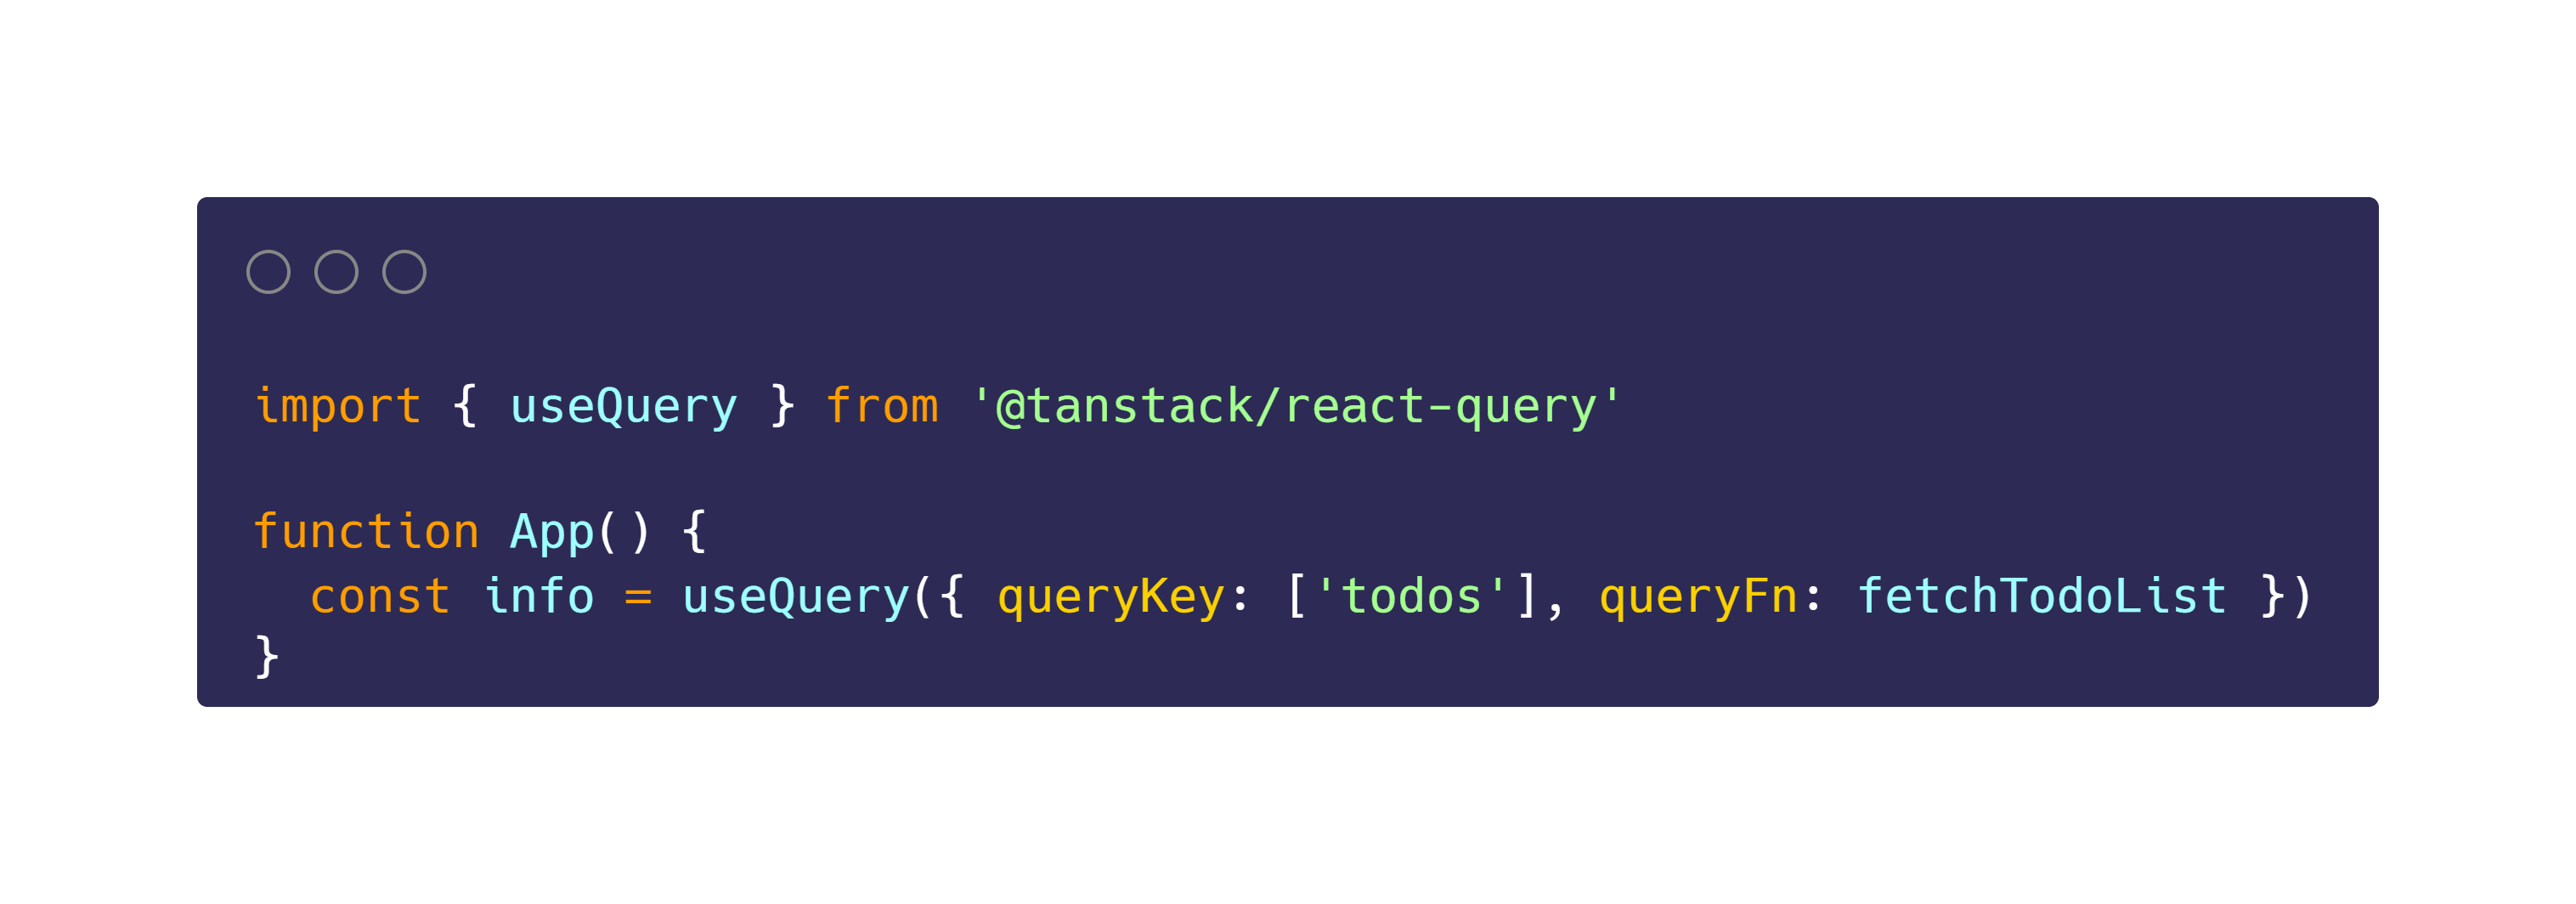 import { useQuery } from '@tanstack/react-query'

function App() {
  const info = useQuery({ queryKey: ['todos'], queryFn: fetchTodoList })
}